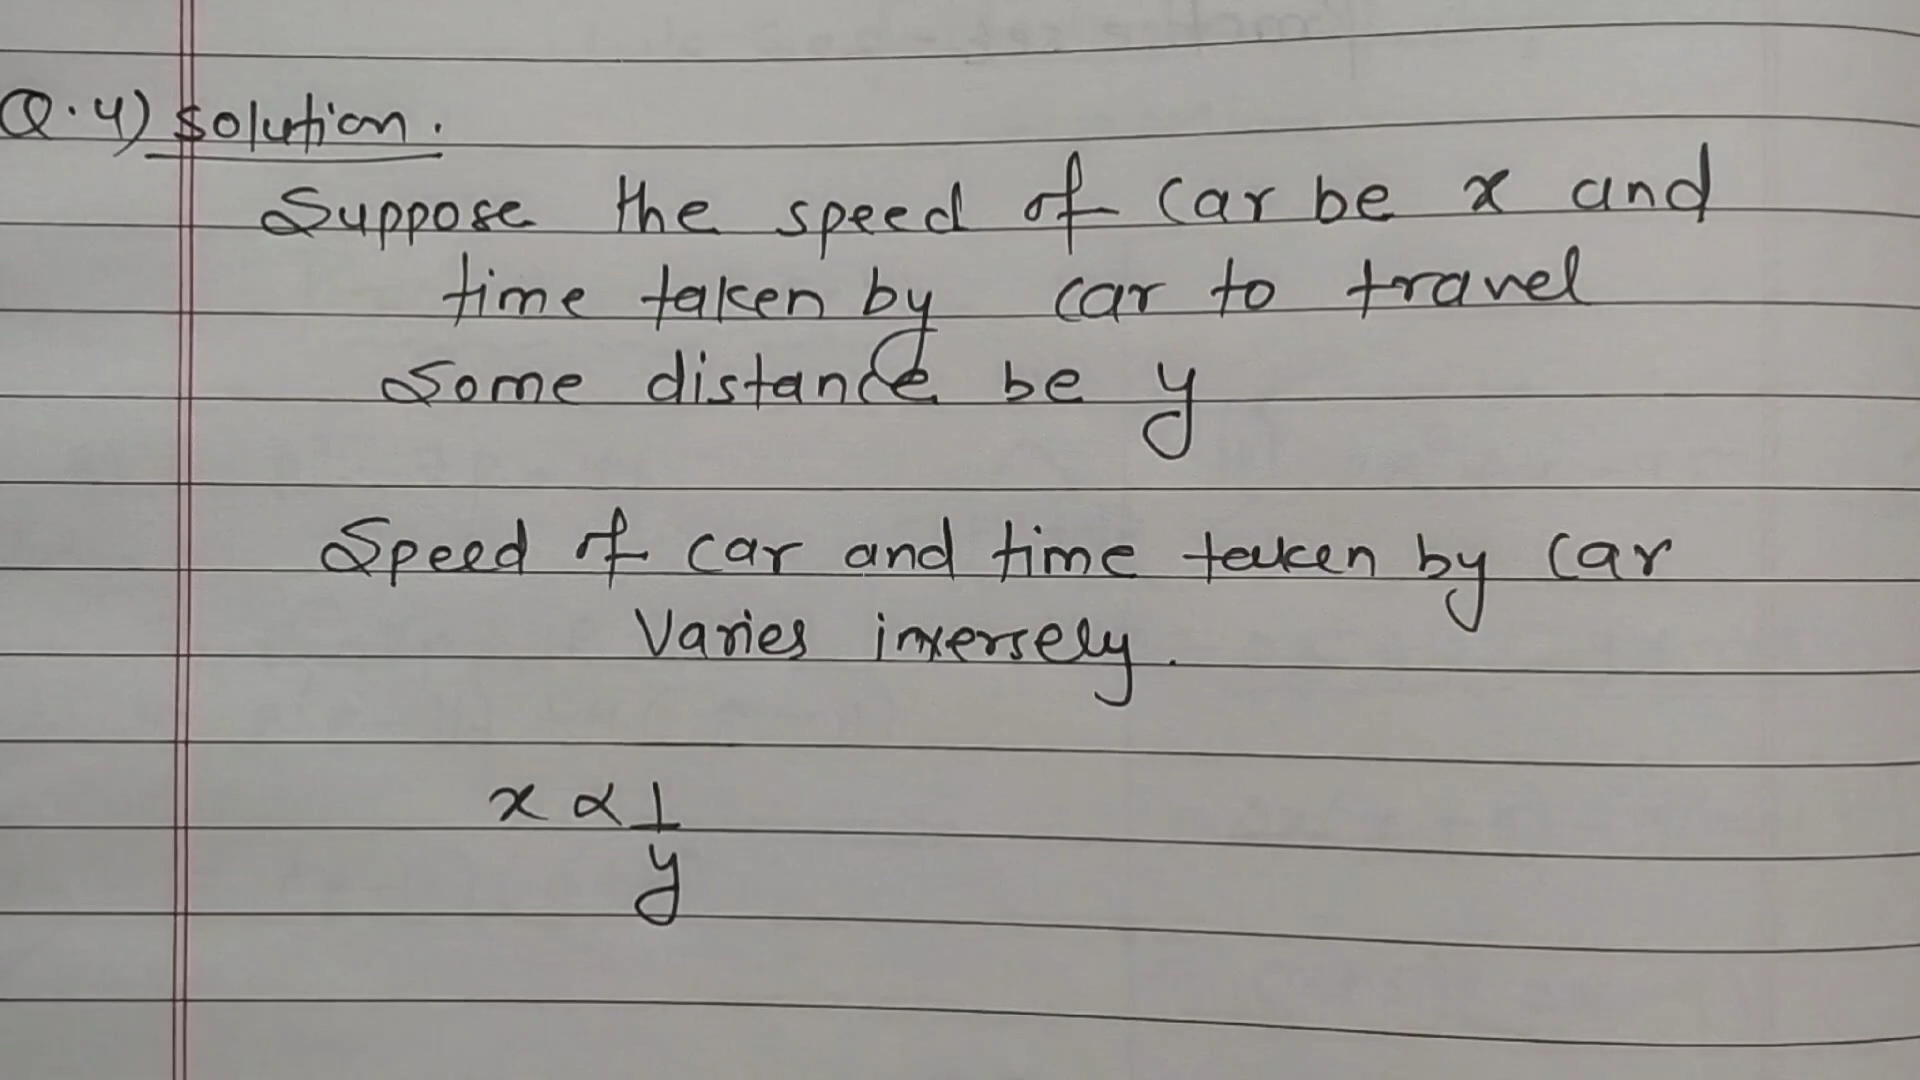 Q.4) Solution.
Suppose the speed of car be x and
time taken by car to travel
Some distance be y
Speed of car and time taken by car
Varies inversely.
x ∝ 1/y